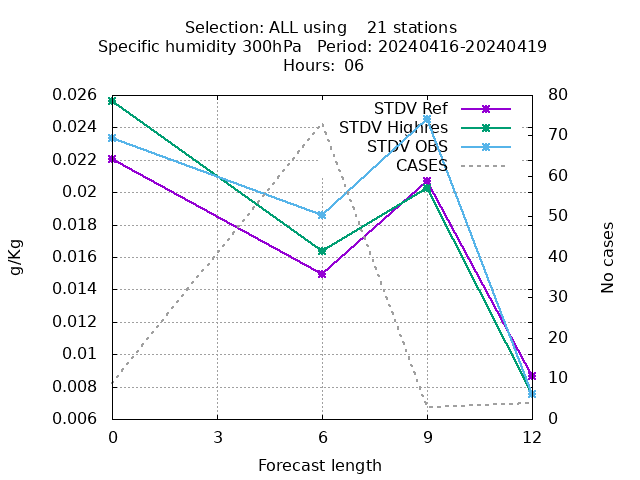 Selection: ALL using    21 stations
Specific humidity 300hPa   Period: 20240416-20240419
Hours: 06
0.026
0.024
0.022
0.02
0.018
0.016
0.014
0.012
0.01
0.008
0.006
g/Kg
STDV Ref
STDV Highres
STDV OBS
CASES
80
70
60
50
40
30
20
10
0
No cases
0 3 6 9 12
Forecast length